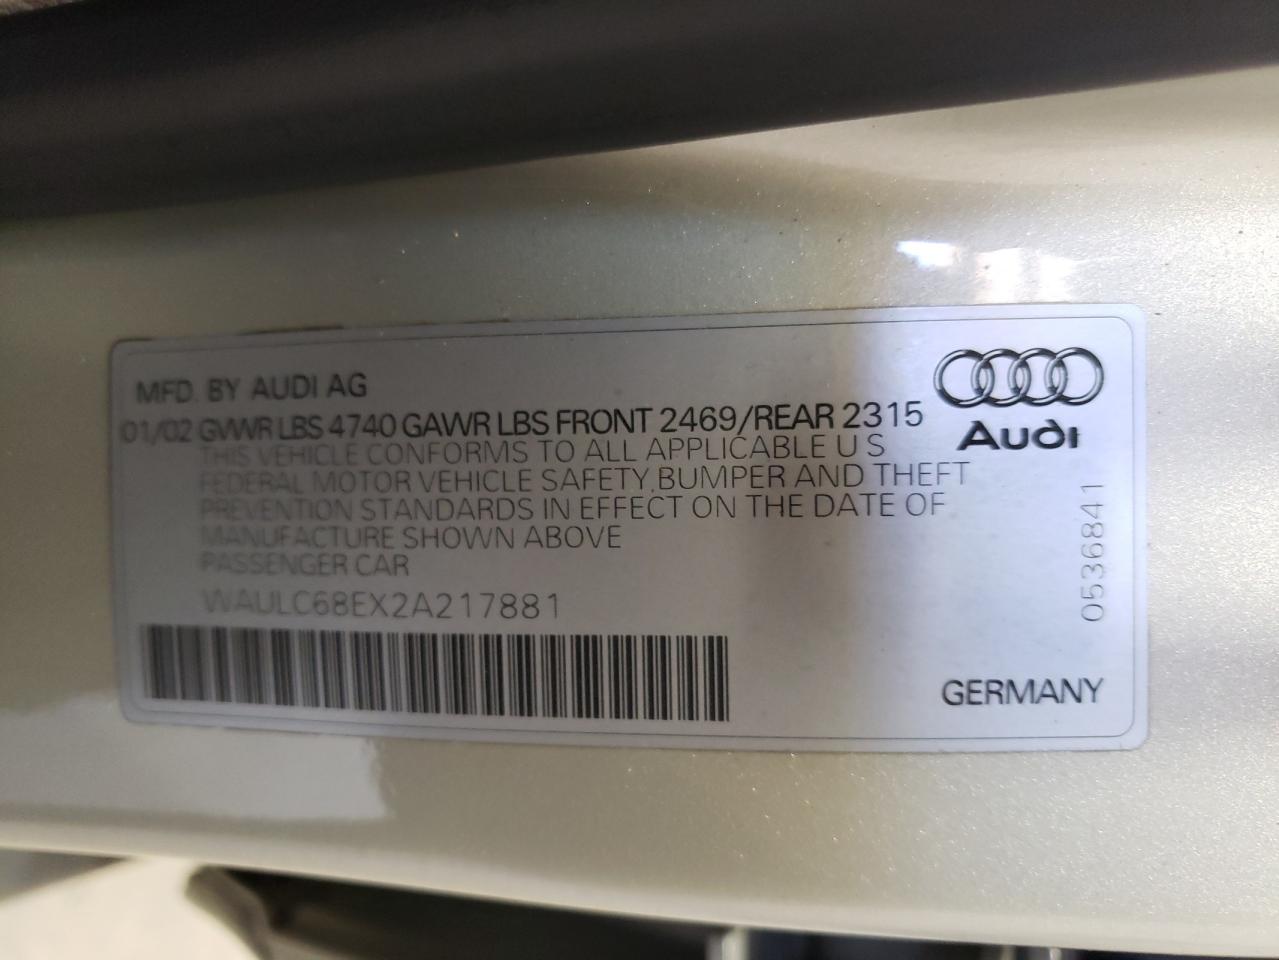 MFD. BY AUDI AG
01/02 GVWR LBS 4740 GAWR LBS FRONT 2469/REAR 2315
THIS VEHICLE CONFORMS TO ALL APPLICABLE U S
FEDERAL MOTOR VEHICLE SAFETY, BUMPER AND THEFT
PREVENTION STANDARDS IN EFFECT ON THE DATE OF
MANUFACTURE SHOWN ABOVE
PASSENGER CAR
WAULC68EX2A217881
Audi
0536841
GERMANY